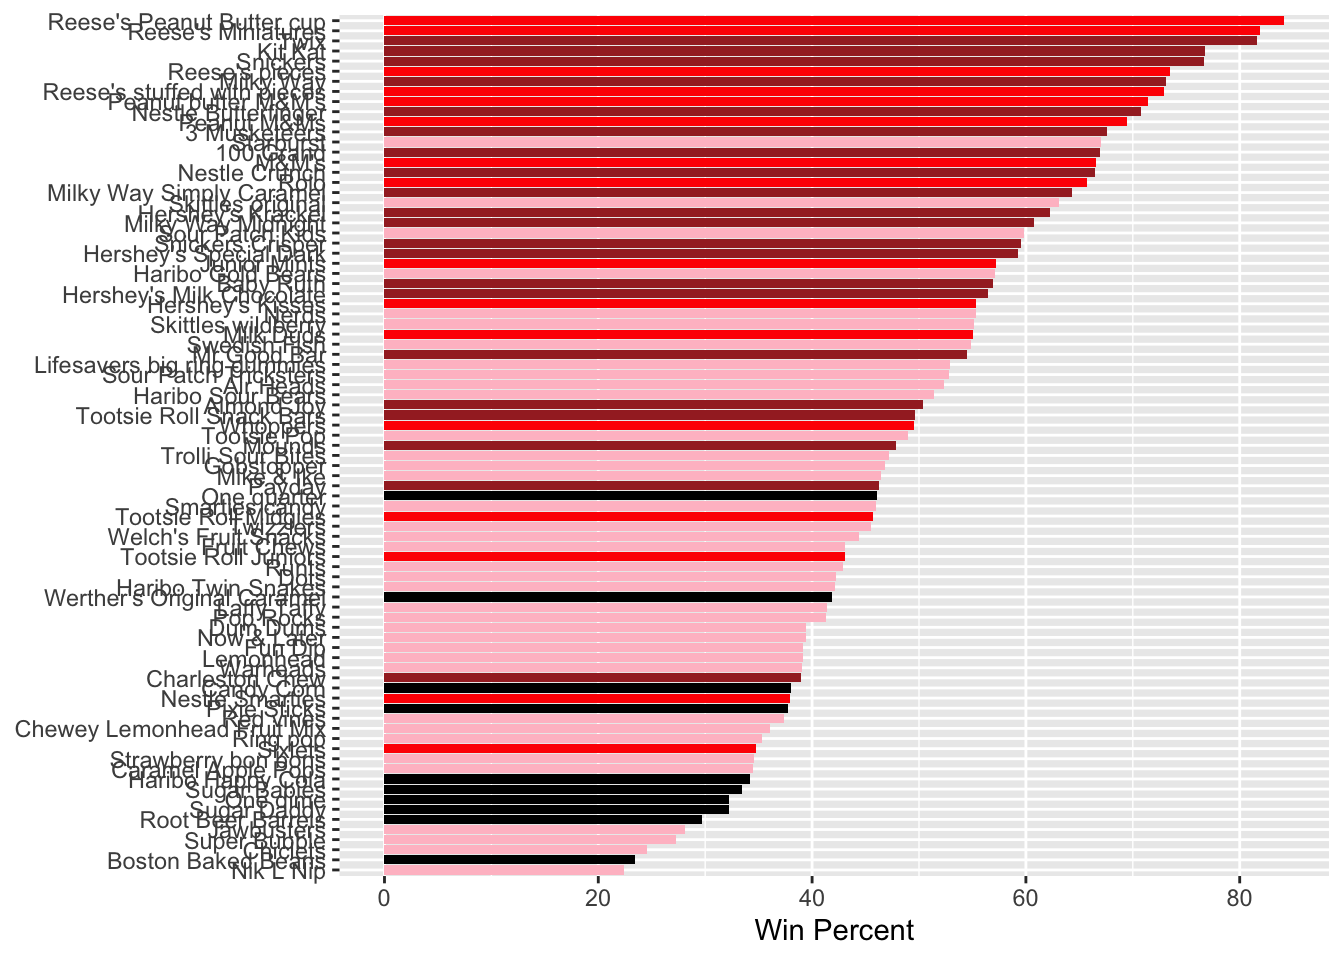 Reese's Peanut Butter cup
Reese's Miniatures
Twix
Kit Kat
Snickers
Reese's pieces
Milky Way
Reese's stuffed with pieces
Peanut butter M&M's
Nestle Butterfinger
Peanut M&Ms
3 Musketeers
Starburst
100 Grand
M&M's
Nestle Crunch
Rolo
Milky Way Simply Caramel
Skittles original
Hershey's Krackel
Milky Way Midnight
Sour Patch Kids
Snickers Crisper
Hershey's Special Dark
Junior Mints
Haribo Gold Bears
Baby Ruth
Hershey's Milk Chocolate
Hershey's Kisses
Nerds
Skittles wildberry
Milk Duds
Swedish Fish
Mr Good Bar
Lifesavers big ring gummies
Sour Patch Tricksters
Air Heads
Haribo Sour Bears
Almond Joy
Tootsie Roll Snack Bars
Whoppers
Tootsie Pop
Mounds
Trolli Sour Bites
Gobstopper
Mike & Ike
Payday
One quarter
Smarties candy
Tootsie Roll Midgies
Twizzlers
Welch's Fruit Snacks
Fruit Chews
Tootsie Roll Juniors
Runts
Dots
Haribo Twin Snakes
Werther's Original Caramel
Laffy Taffy
Pop Rocks
Dum Dums
Now & Later
Fun Dip
Lemonhead
Warheads
Charleston Chew
Candy Corn
Nestle Smarties
Pixie Sticks
Red vines
Chewey Lemonhead Fruit Mix
Ring pop
Sixlets
Strawberry bon bons
Caramel Apple Pops
Haribo Happy Cola
Sugar Babies
One dime
Sugar Daddy
Root Beer Barrels
Jawbusters
Super Bubble
Chiclets
Boston Baked Beans
Nik L Nip
0 20 40 60 80
Win Percent